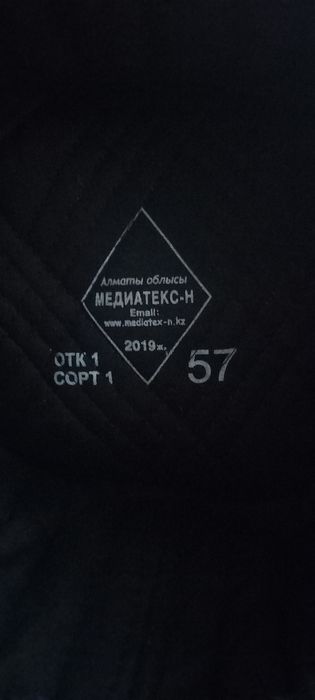 Алматы облысы
МЕДИАТЕКС-Н
Email:
www.mediatex-n.kz
2019ж.
ОТК 1
СОРТ 1
57